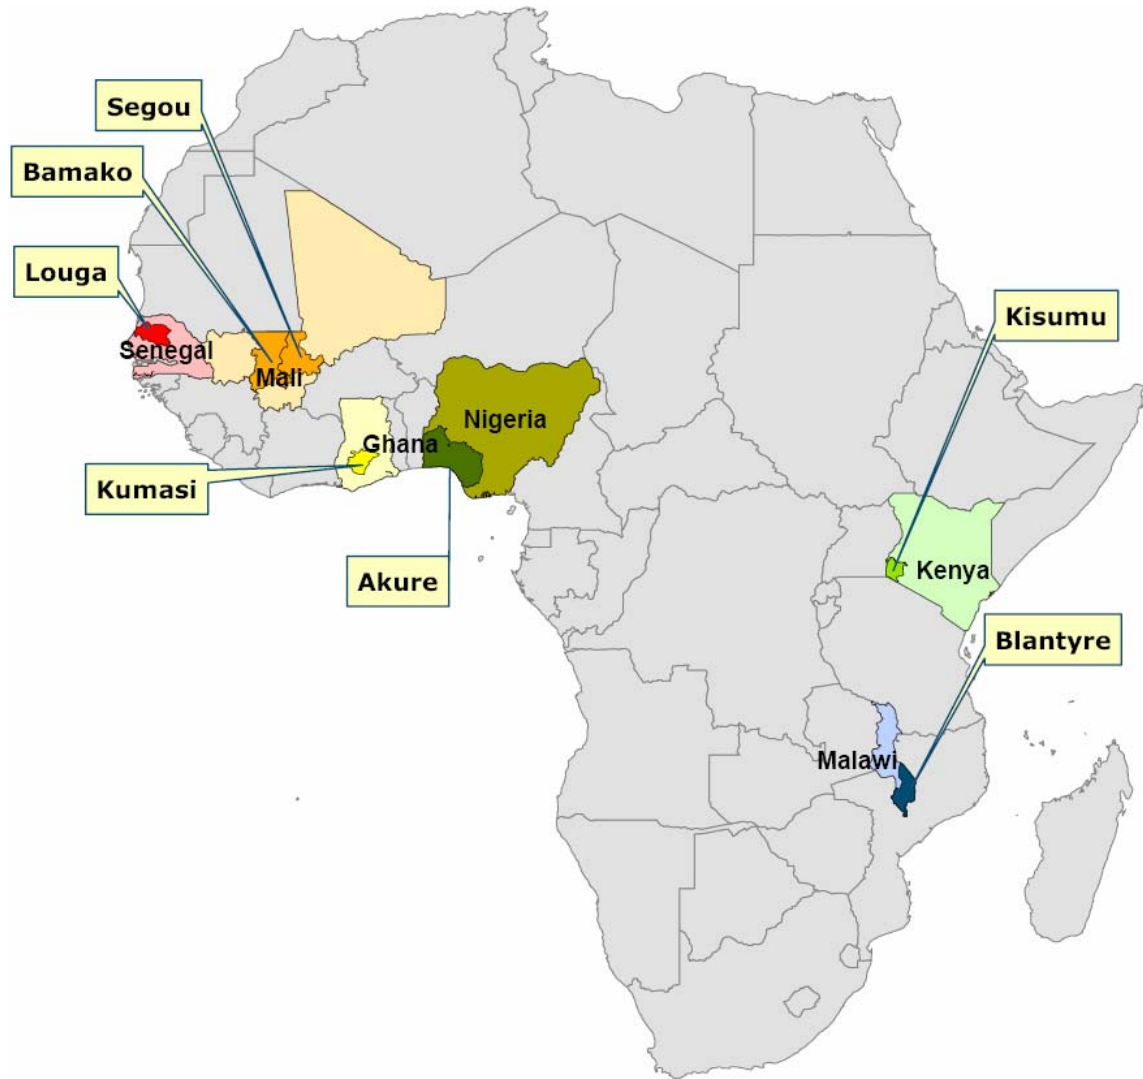 Segou
Bamako
Louga
Kisumu
Senegal
Mali
Nigeria
Ghana
Kumasi
Akure
Kenya
Blantyre
Malawi